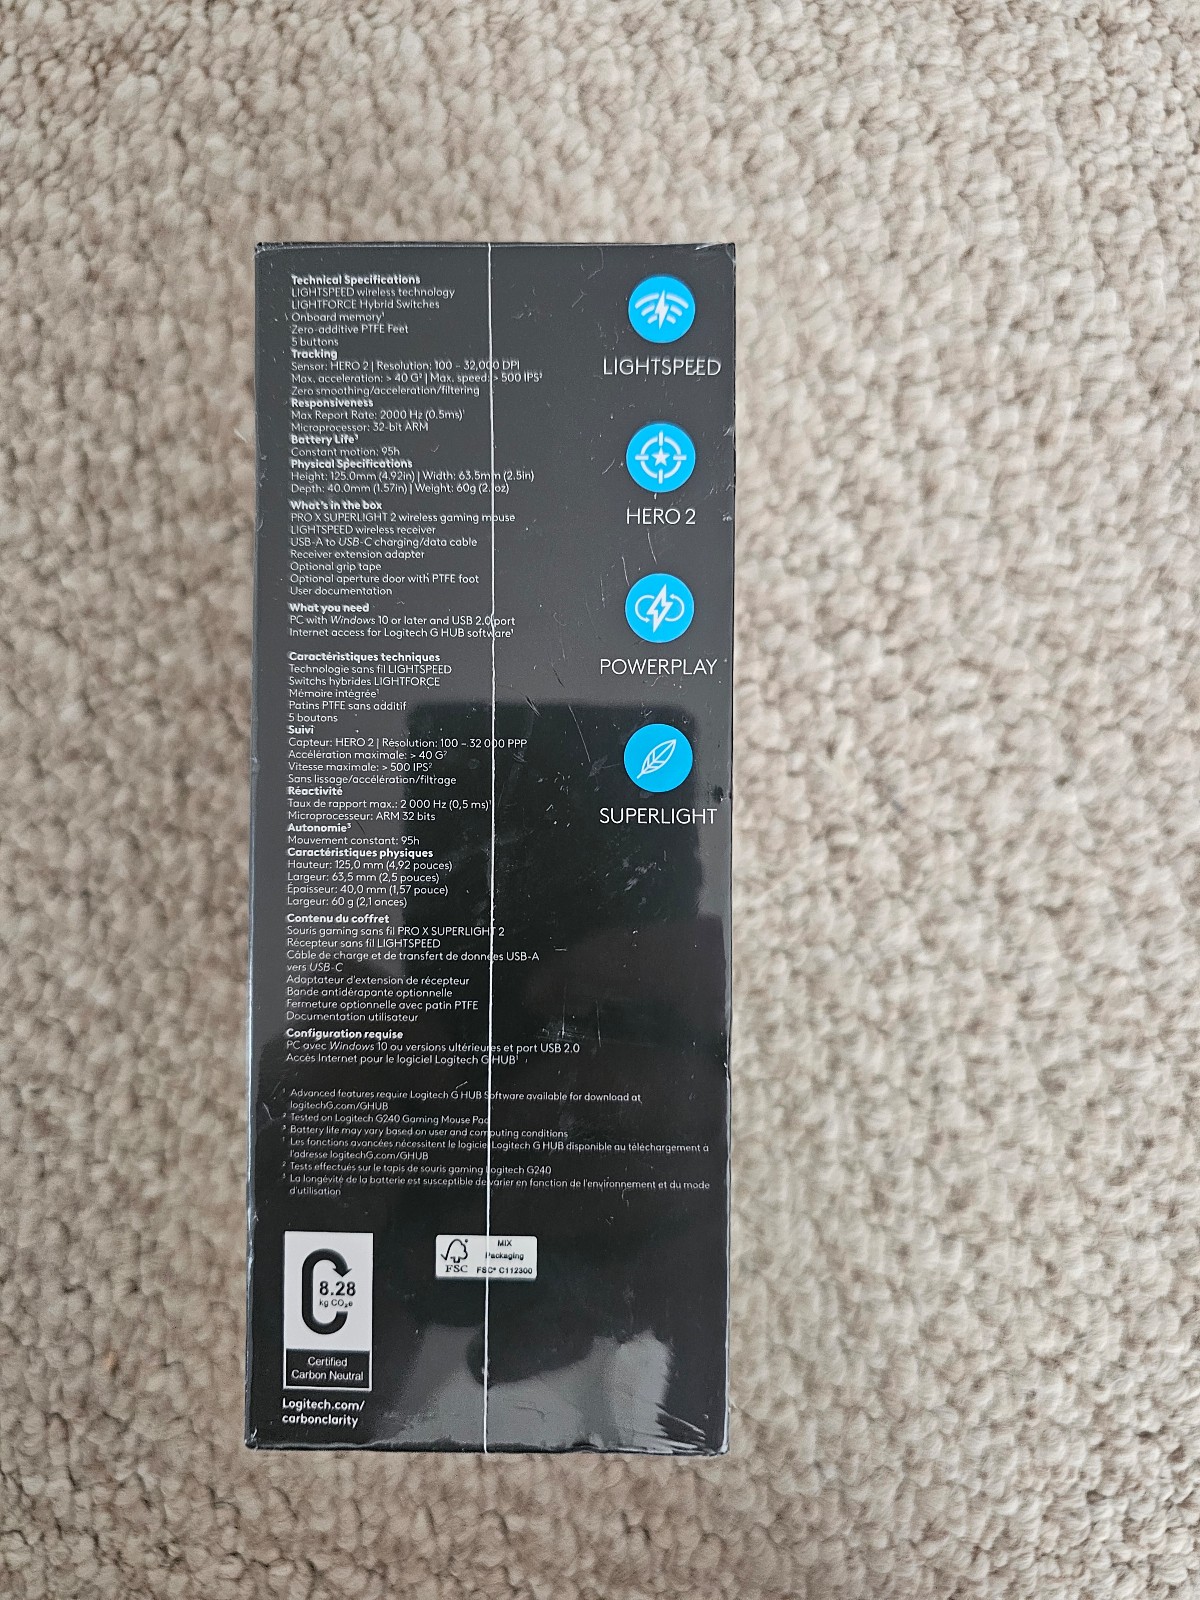 Technical Specifications
LIGHTSPEED wireless technology
LIGHTFORCE Hybrid Switches
Onboard memory¹
Zero-additive PTFE Feet
5 buttons
Tracking
Sensor: HERO 2 | Resolution: 100 – 32,000 DPI
Max. acceleration: > 40 G² | Max. speed: > 500 IPS²
Zero smoothing/acceleration/filtering
Responsiveness
Max Report Rate: 2000 Hz (0.5ms)¹
Microprocessor: 32-bit ARM
Battery Life³
Constant motion: 95h
Physical Specifications
Height: 125.0mm (4.92in) | Width: 63.5mm (2.5in)
Depth: 40.0mm (1.57in) | Weight: 60g (2.1oz)
What's in the box
PRO X SUPERLIGHT 2 wireless gaming mouse
LIGHTSPEED wireless receiver
USB-A to USB-C charging/data cable
Receiver extension adapter
Optional grip tape
Optional aperture door with PTFE foot
User documentation
What you need
PC with Windows 10 or later and USB 2.0 port
Internet access for Logitech G HUB software¹
Caractéristiques techniques
Technologie sans fil LIGHTSPEED
Switchs hybrides LIGHTFORCE
Mémoire intégrée¹
Patins PTFE sans additif
5 boutons
Suivi
Capteur: HERO 2 | Résolution: 100 – 32 000 PPP
Accélération maximale: > 40 G²
Vitesse maximale: > 500 IPS²
Sans lissage/accélération/filtrage
Réactivité
Taux de rapport max.: 2 000 Hz (0,5 ms)¹
Microprocesseur: ARM 32 bits
Autonomie³
Mouvement constant: 95h
Caractéristiques physiques
Hauteur: 125,0 mm (4,92 pouces)
Largeur: 63,5 mm (2,5 pouces)
Épaisseur: 40,0 mm (1,57 pouce)
Largeur: 60 g (2,1 onces)
Contenu du coffret
Souris gaming sans fil PRO X SUPERLIGHT 2
Récepteur sans fil LIGHTSPEED
Câble de charge et de transfert de données USB-A
vers USB-C
Adaptateur d'extension de récepteur
Bande antidérapante optionnelle
Fermeture optionnelle avec patin PTFE
Documentation utilisateur
Configuration requise
PC avec Windows 10 ou versions ultérieures et port USB 2.0
Accès Internet pour le logiciel Logitech G HUB¹
¹ Advanced features require Logitech G HUB Software available for download at
logitechG.com/GHUB
² Tested on Logitech G240 Gaming Mouse Pad
³ Battery life may vary based on user and computing conditions
¹ Les fonctions avancées nécessitent le logiciel Logitech G HUB disponible au téléchargement à
l'adresse logitechG.com/GHUB
² Tests effectués sur le tapis de souris gaming Logitech G240
³ La longévité de la batterie est susceptible de varier en fonction de l'environnement et du mode
d'utilisation
LIGHTSPEED
HERO 2
POWERPLAY
SUPERLIGHT
8.28
kg CO₂e
Certified
Carbon Neutral
Logitech.com/
carbonclarity
FSC
MIX
Packaging
FSC® C112300